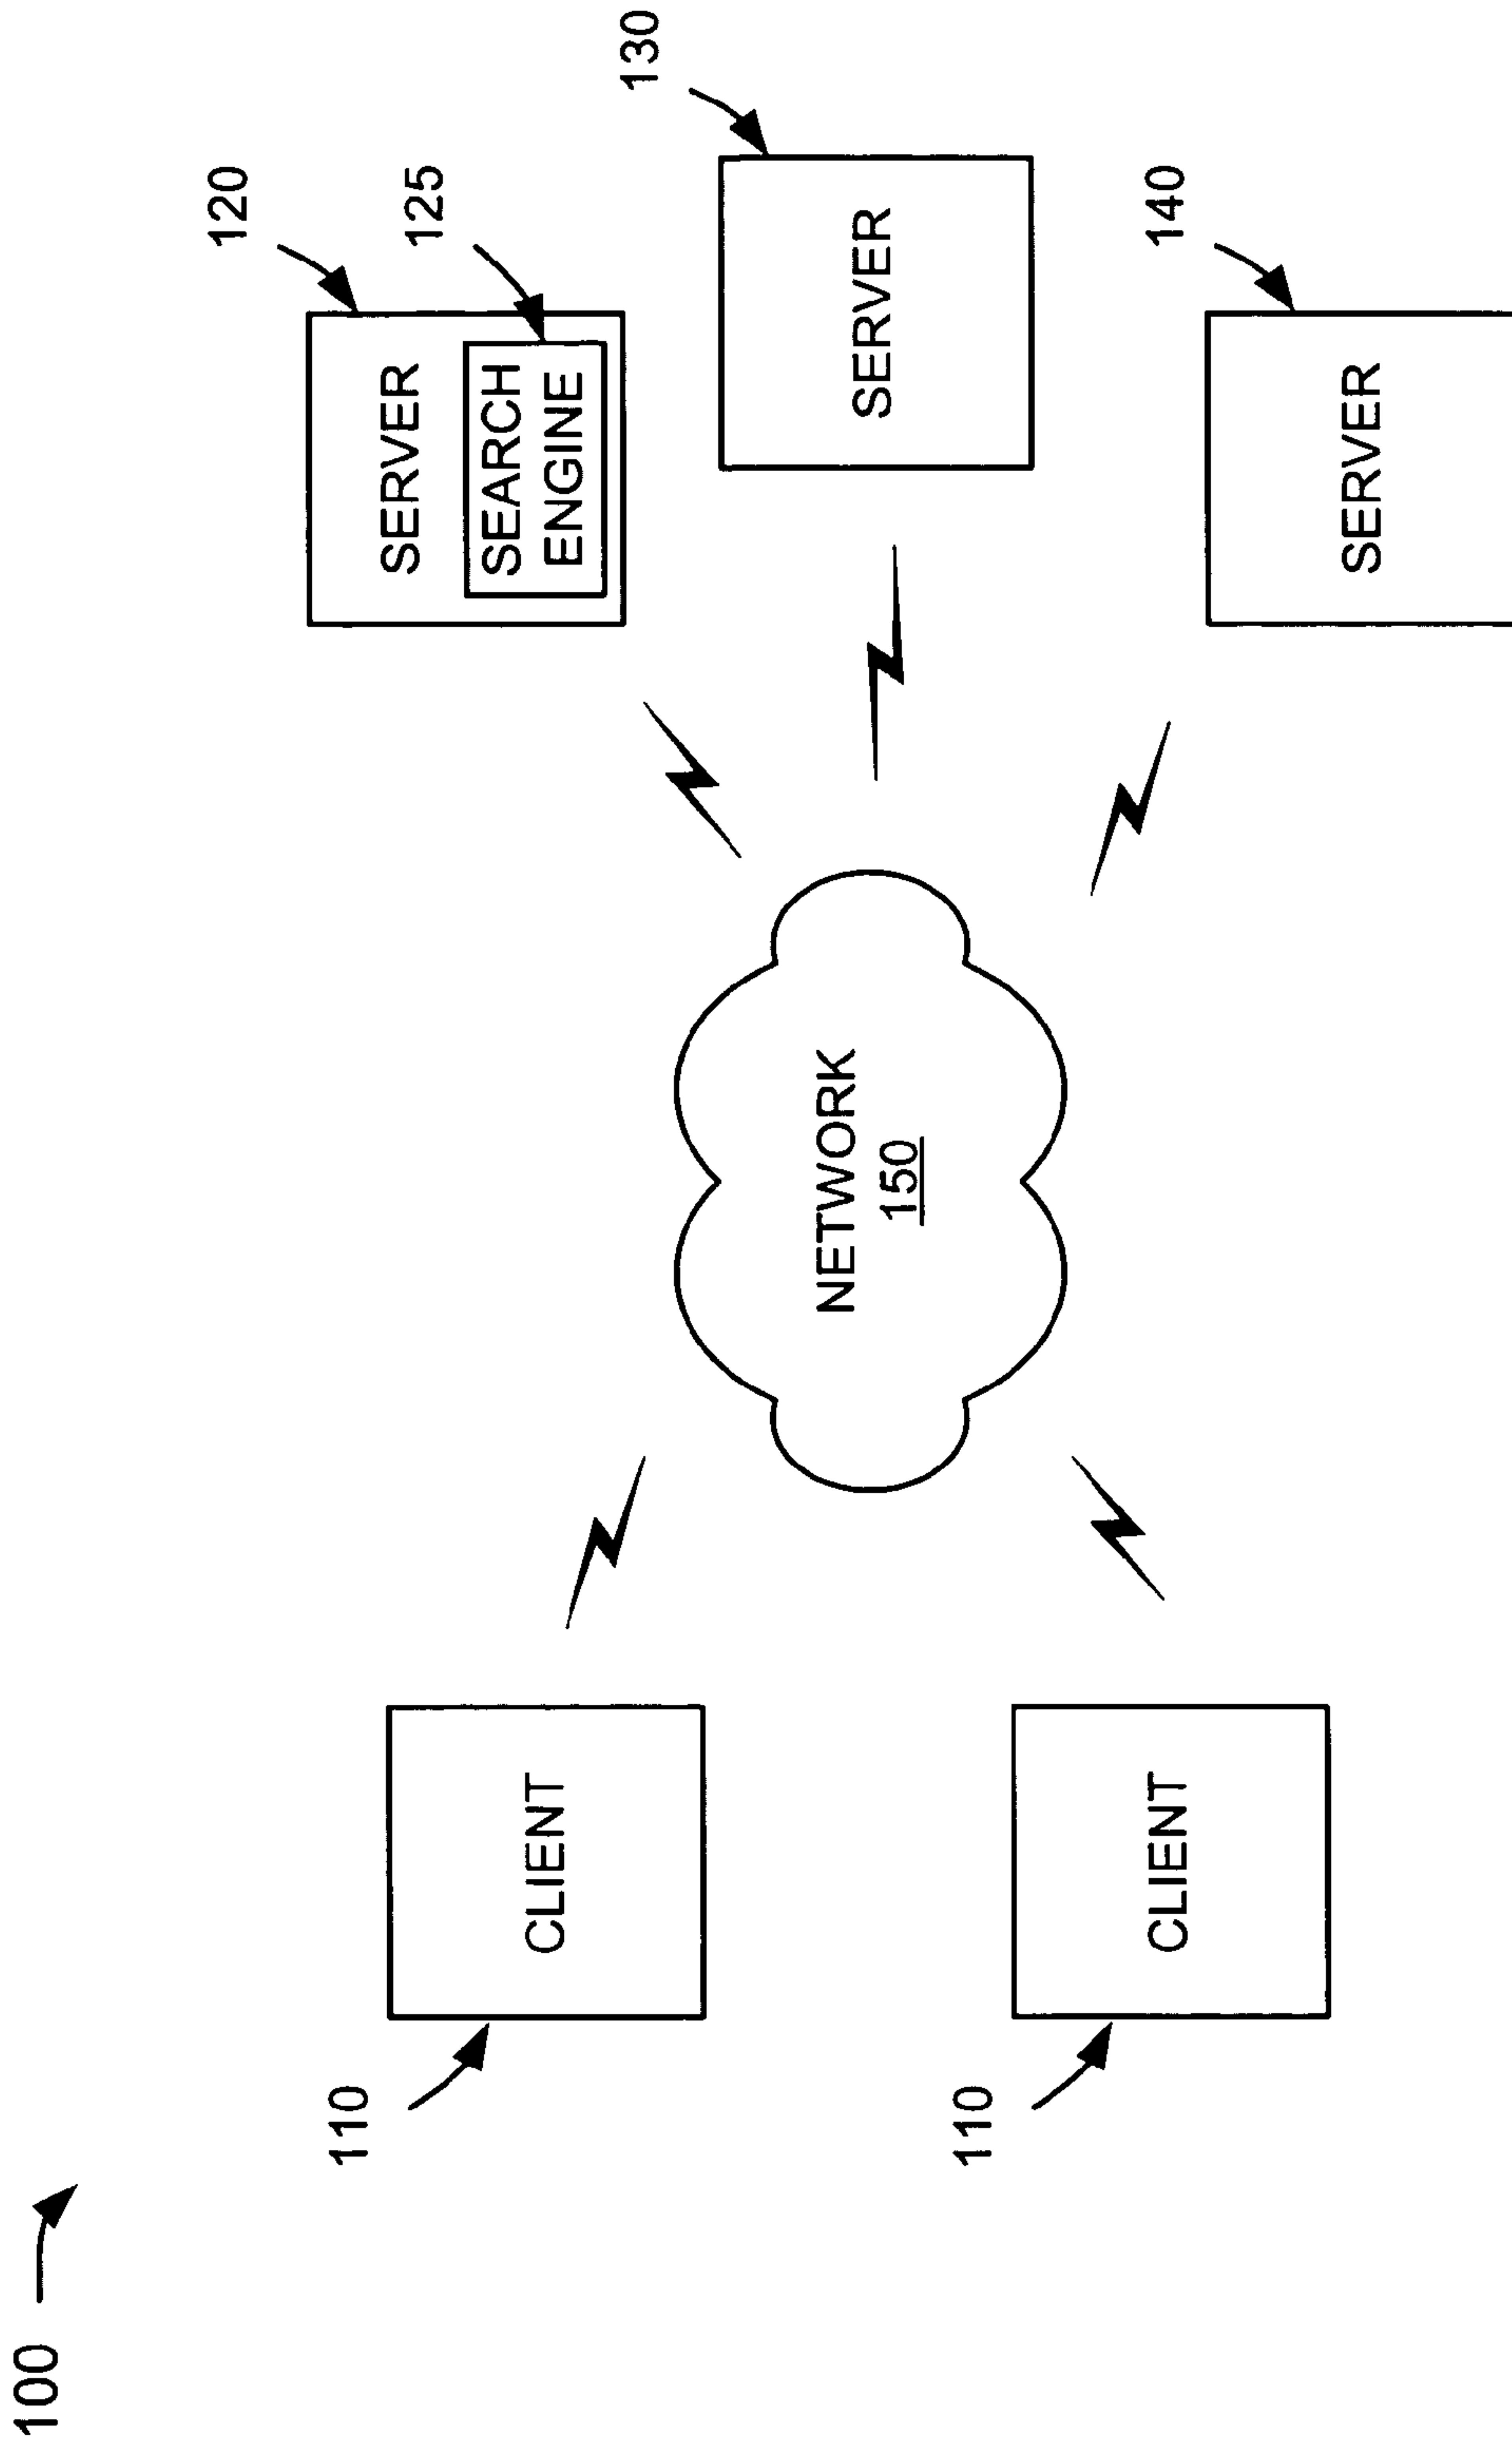 100
110
CLIENT
110
CLIENT
NETWORK
150
120
SERVER
125
SEARCH
ENGINE
130
SERVER
140
SERVER